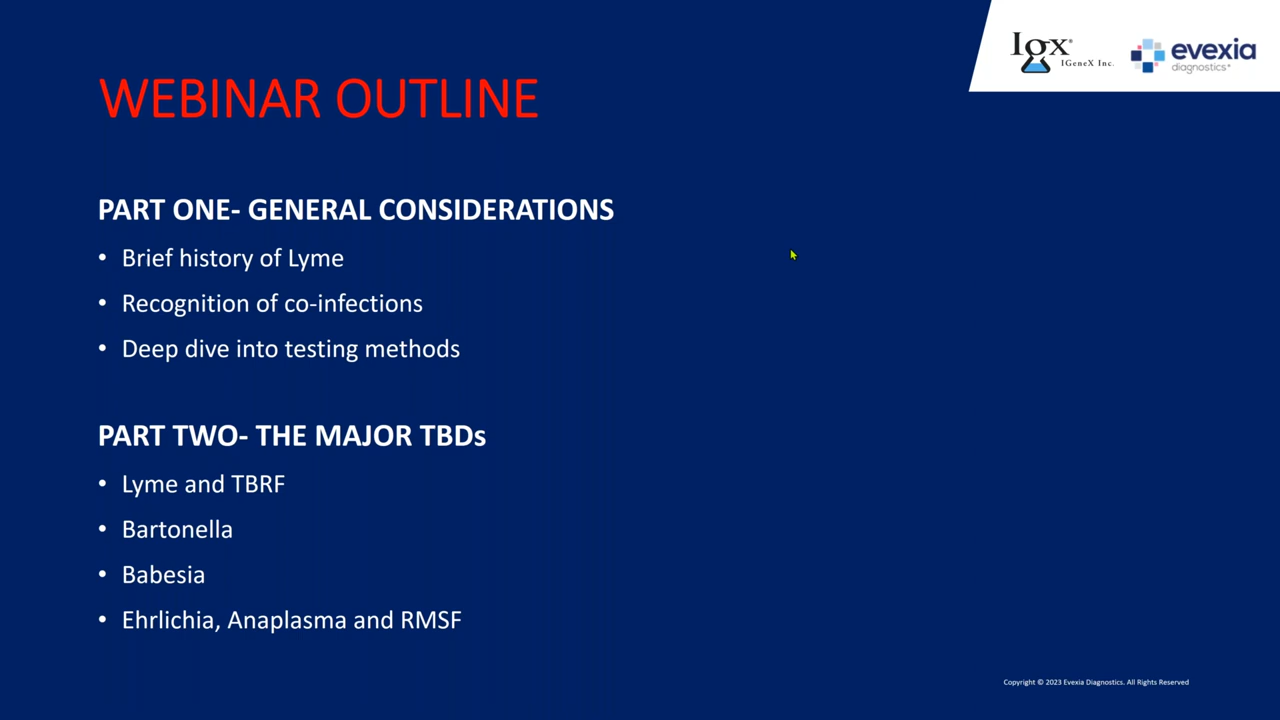 Igx®
IGeneX Inc.
evexia
diagnostics®
WEBINAR OUTLINE
PART ONE- GENERAL CONSIDERATIONS
• Brief history of Lyme
• Recognition of co-infections
• Deep dive into testing methods
PART TWO- THE MAJOR TBDs
• Lyme and TBRF
• Bartonella
• Babesia
• Ehrlichia, Anaplasma and RMSF
Copyright © 2023 Evexia Diagnostics. All Rights Reserved